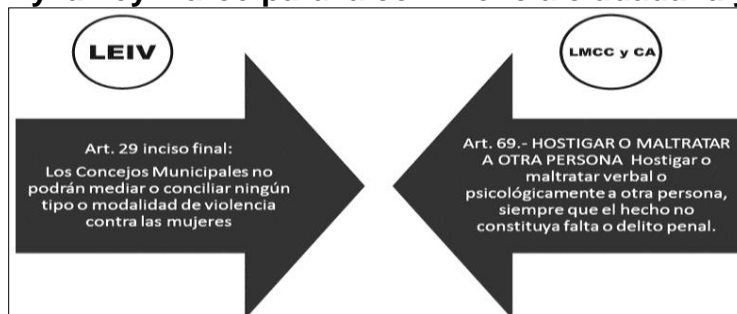 LEIV
LMCC y CA
Art. 29 inciso final:
Los Concejos Municipales no
podrán mediar o conciliar ningún
tipo o modalidad de violencia
contra las mujeres
Art. 69.- HOSTIGAR O MALTRATAR
A OTRA PERSONA Hostigar o
maltratar verbal o
psicológicamente a otra persona,
siempre que el hecho no
constituya falta o delito penal.